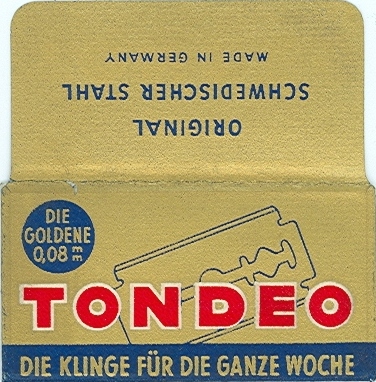 MADE IN GERMANY
SCHWEDISCHER STAHL
ORIGINAL
DIE
GOLDENE
0,08 mm
TONDEO
DIE KLINGE FÜR DIE GANZE WOCHE